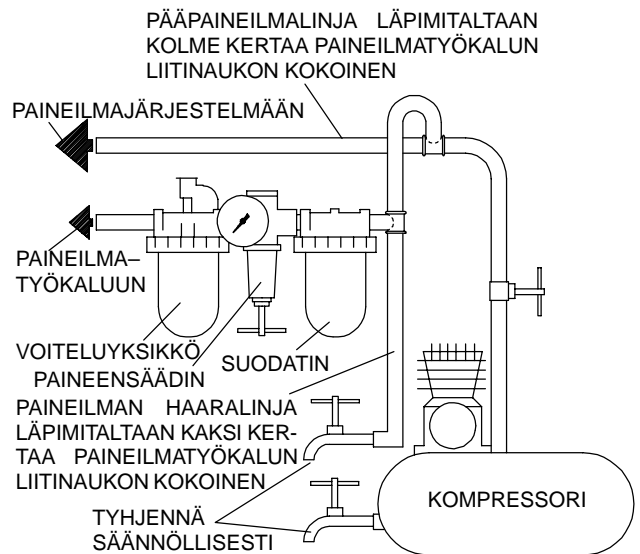 PÄÄPAINEILMALINJA LÄPIMITALTAAN
KOLME KERTAA PAINEILMATYÖKALUN
LIITINAUKON KOKOINEN
PAINEILMAJÄRJESTELMÄÄN
PAINEILMA–
TYÖKALUUN
VOITELUYKSIKKÖ
SUODATIN
PAINEENSÄÄDIN
PAINEILMAN HAARALINJA
LÄPIMITALTAAN KAKSI KER-
TAA PAINEILMATYÖKALUN
LIITINAUKON KOKOINEN
KOMPRESSORI
TYHJENNÄ
SÄÄNNÖLLISESTI